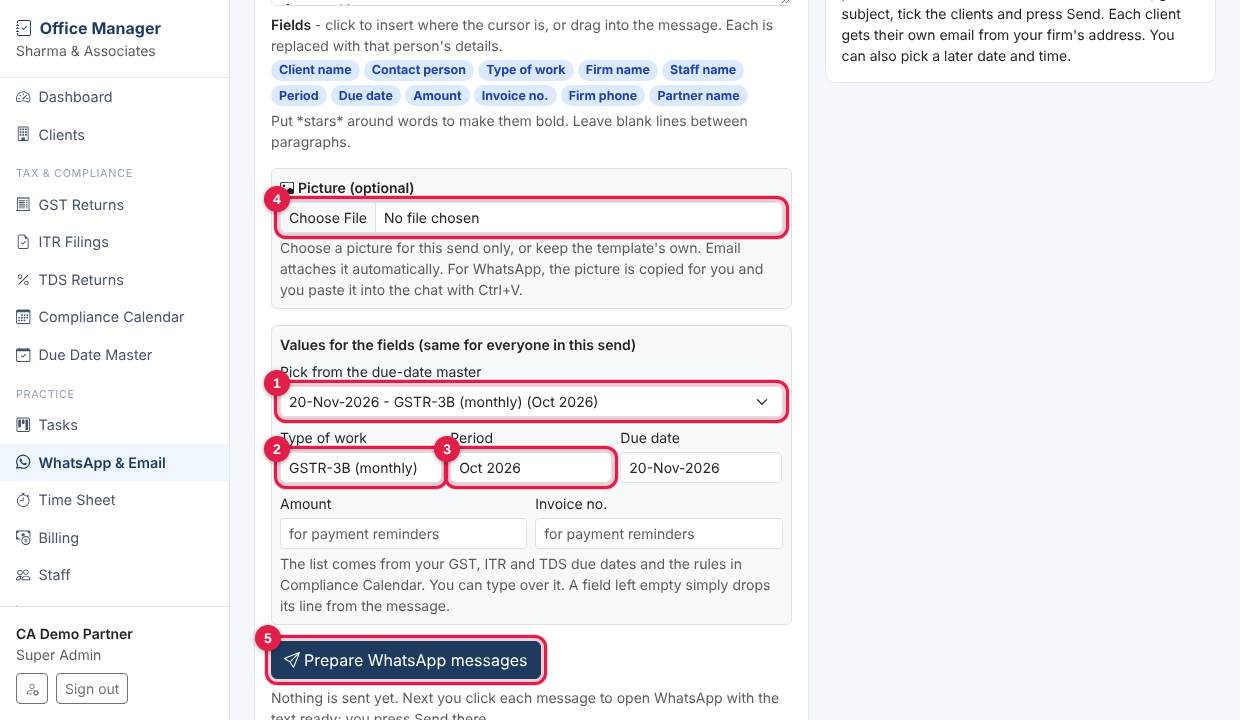 Office Manager
Sharma & Associates
Dashboard
Clients
TAX & COMPLIANCE
GST Returns
ITR Filings
TDS Returns
Compliance Calendar
Due Date Master
PRACTICE
Tasks
WhatsApp & Email
Time Sheet
Billing
Staff
CA Demo Partner
Super Admin
Sign out
Fields - click to insert where the cursor is, or drag into the message. Each is
replaced with that person's details.
Client name Contact person Type of work Firm name Staff name
Period Due date Amount Invoice no. Firm phone Partner name
Put *stars* around words to make them bold. Leave blank lines between
paragraphs.
Picture (optional)
4
Choose File No file chosen
Choose a picture for this send only, or keep the template's own. Email
attaches it automatically. For WhatsApp, the picture is copied for you and
you paste it into the chat with Ctrl+V.
Values for the fields (same for everyone in this send)
Pick from the due-date master
1
20-Nov-2026 - GSTR-3B (monthly) (Oct 2026)
Type of work Period Due date
2 3
GSTR-3B (monthly) Oct 2026 20-Nov-2026
Amount Invoice no.
for payment reminders for payment reminders
The list comes from your GST, ITR and TDS due dates and the rules in
Compliance Calendar. You can type over it. A field left empty simply drops
its line from the message.
5
Prepare WhatsApp messages
Nothing is sent yet. Next you click each message to open WhatsApp with the
text ready; you press Send there.
subject, tick the clients and press Send. Each client
gets their own email from your firm's address. You
can also pick a later date and time.